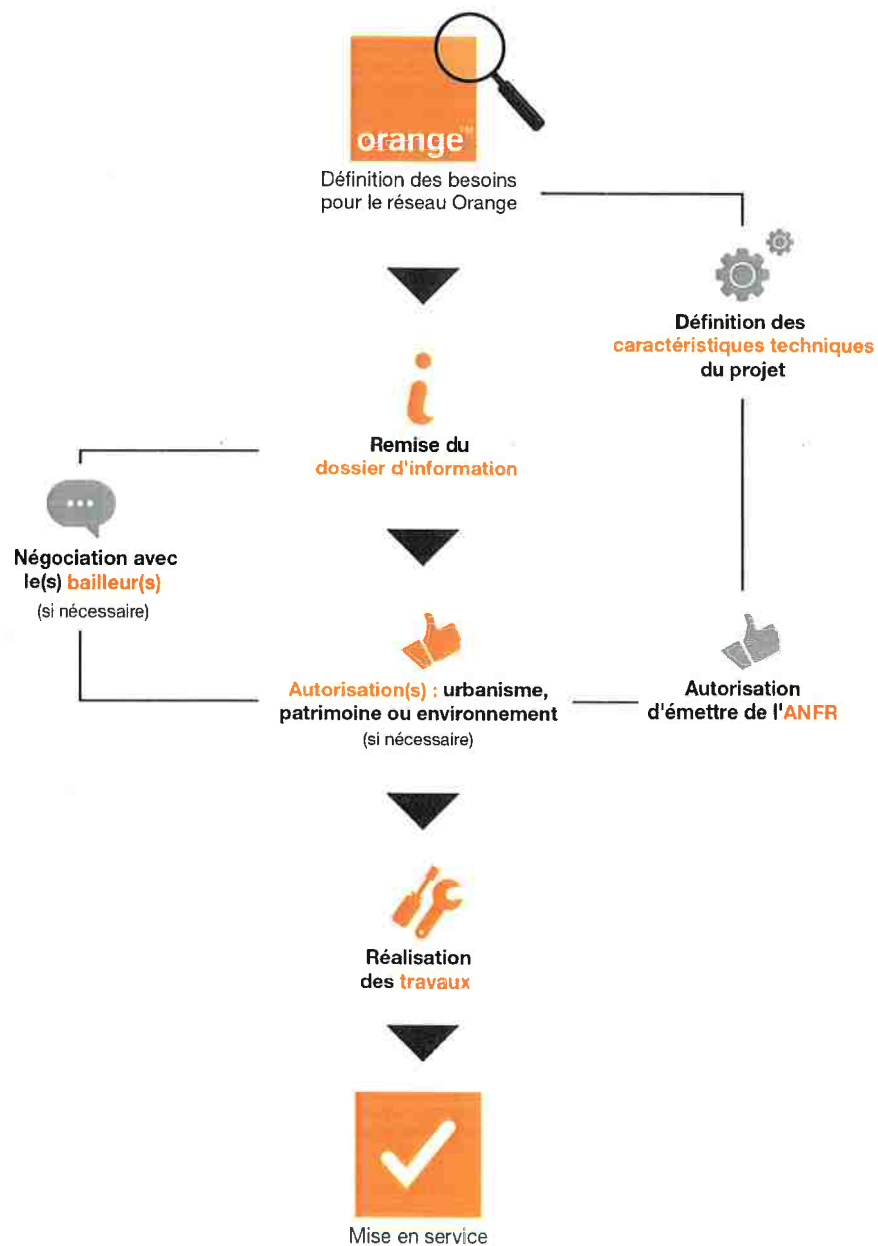 orange™
Définition des besoins
pour le réseau Orange
Définition des
caractéristiques techniques
du projet
Remise du
dossier d'information
Négociation avec
le(s) bailleur(s)
(si nécessaire)
Autorisation(s) : urbanisme,
patrimoine ou environnement
(si nécessaire)
Autorisation
d'émettre de l'ANFR
Réalisation
des travaux
Mise en service